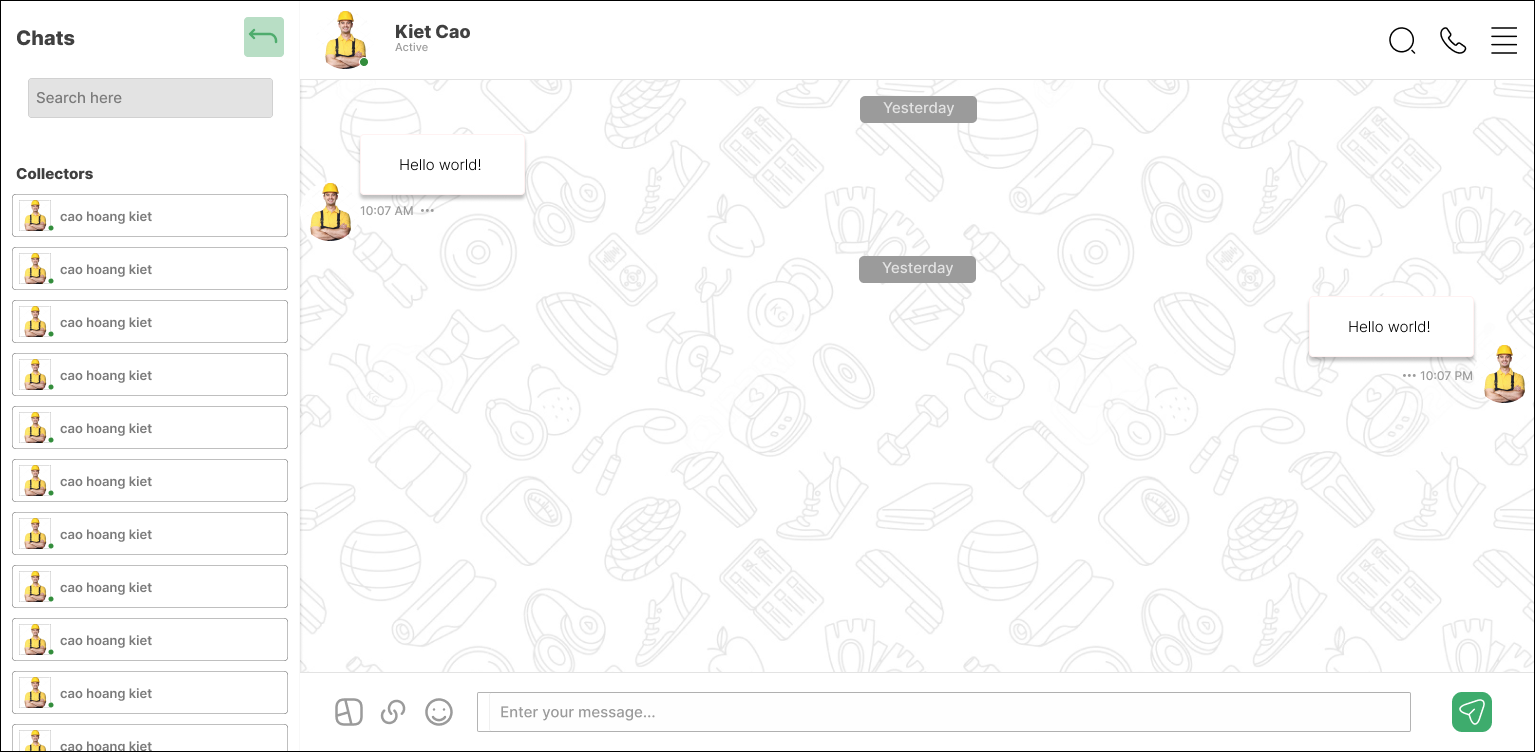 Chats
Search here
Collectors
cao hoang kiet
cao hoang kiet
cao hoang kiet
cao hoang kiet
cao hoang kiet
cao hoang kiet
cao hoang kiet
cao hoang kiet
cao hoang kiet
cao hoang kiet
cao hoang kiet
Kiet Cao
Active
Yesterday
Hello world!
10:07 AM
Yesterday
Hello world!
10:07 PM
Enter your message...